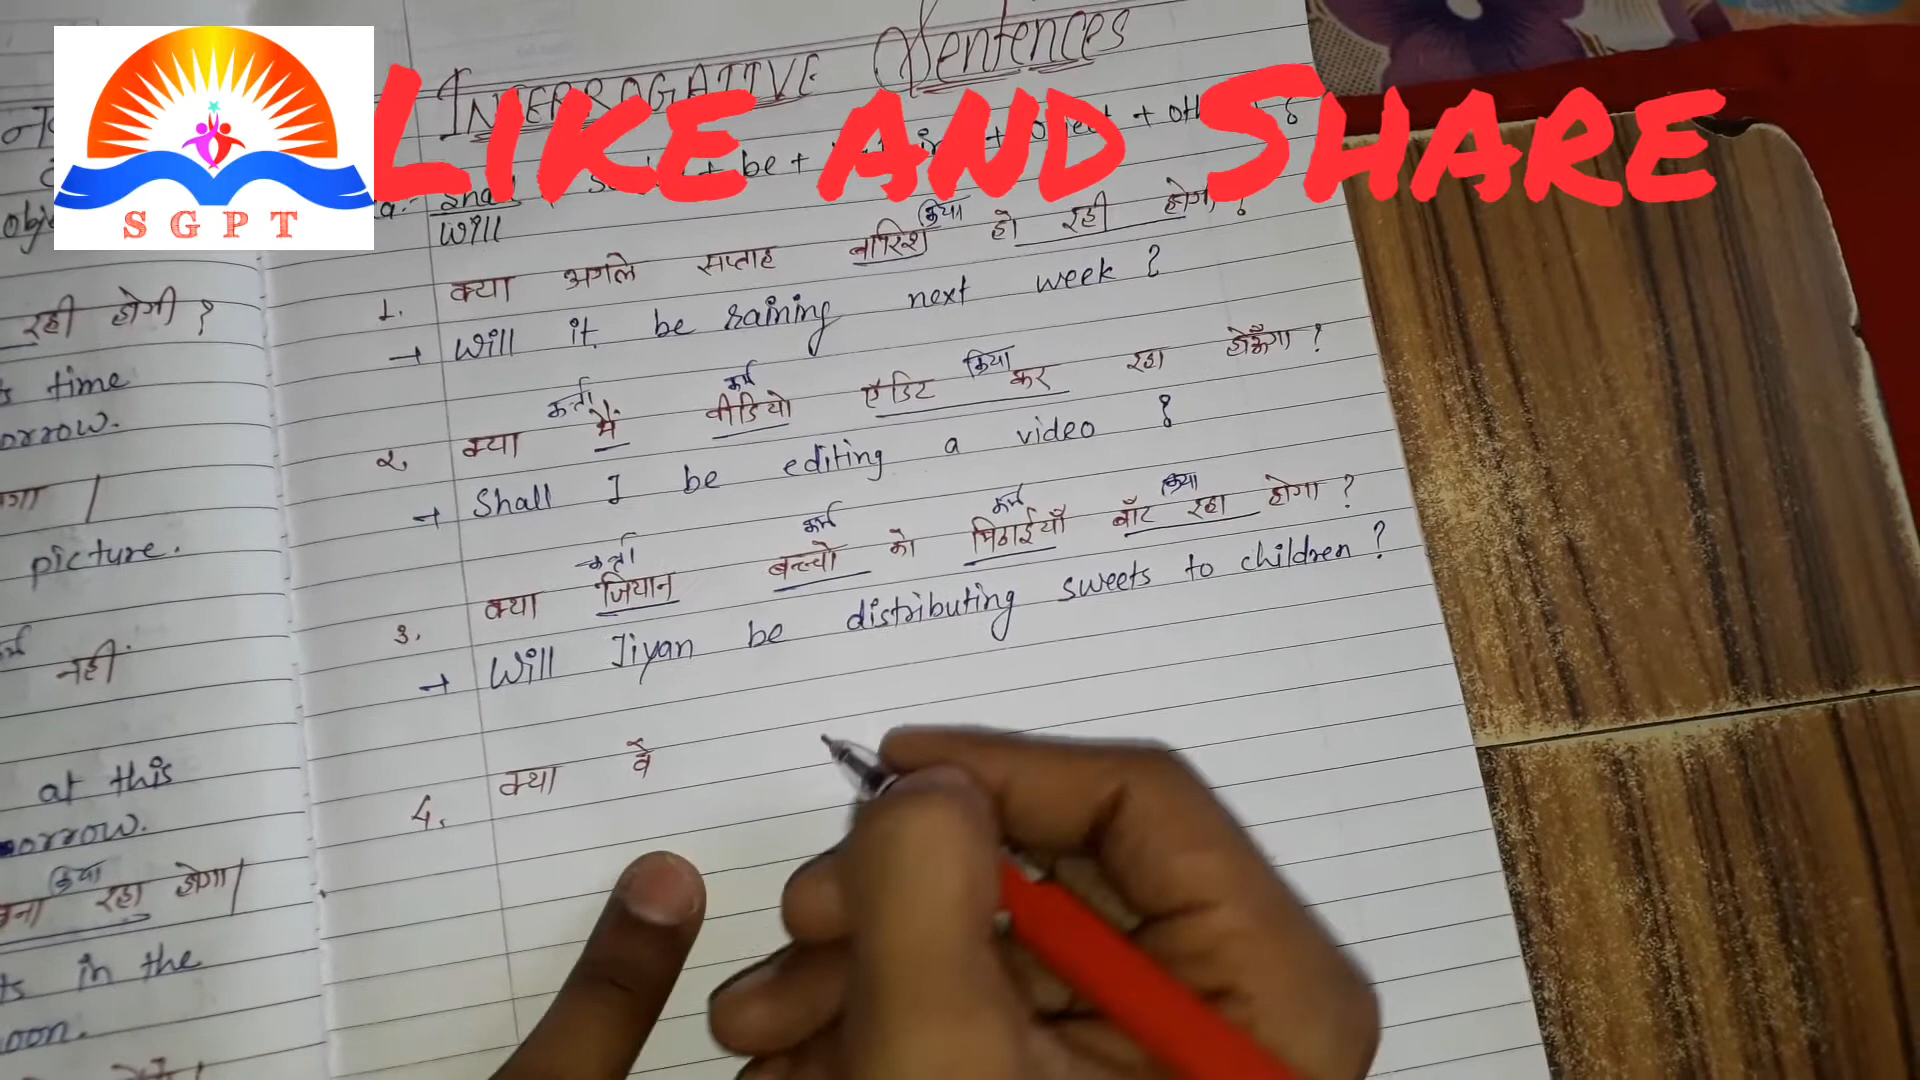 LIKE AND SHARE
S G P T
INTERROGATIVE Sentences
+ be +
will
क्रिया
1. क्या अगले सप्ताह बारिश हो रही होगी ?
→ Will it be raining next week ?
कर्ता कर्म क्रिया
२. क्या मैं वीडियो एडिट कर रहा होऊँगा ?
→ Shall I be editing a video ?
कर्ता कर्म कर्म क्रिया
3. क्या जियान बच्चो को मिठाईयाँ बाँट रहा होगा ?
→ Will Jiyan be distributing sweets to children ?
4. क्या वे
रही होगी ?
time
picture.
नहीं
at this
क्रिया
रहा होगा।
in the